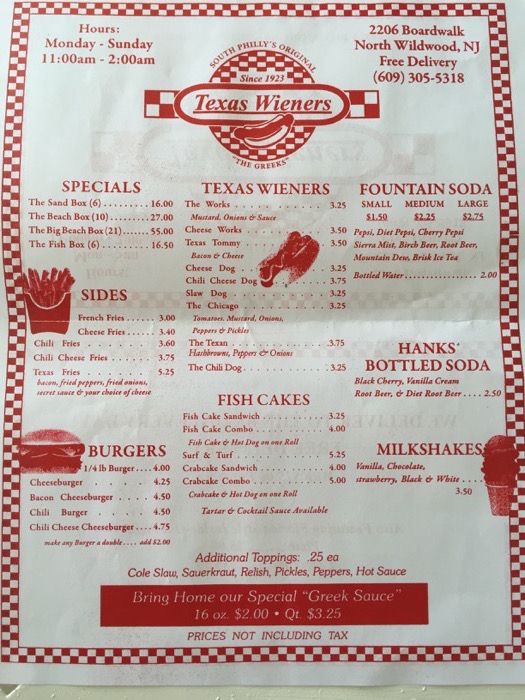 Hours:
Monday - Sunday
11:00am - 2:00am
SOUTH PHILLY'S ORIGINAL
Since 1923
Texas Wieners
"THE GREEKS"
2206 Boardwalk
North Wildwood, NJ
Free Delivery
(609) 305-5318
SPECIALS
The Sand Box (6).......... 16.00
The Beach Box (10)......... 27.00
The Big Beach Box (21)...... 55.00
The Fish Box (6)........... 16.50
SIDES
French Fries .... 3.00
Cheese Fries .... 3.40
Chili Fries ......... 3.60
Chili Cheese Fries ..... 3.75
Texas Fries ......... 5.25
bacon, fried peppers, fried onions,
secret sauce & your choice of cheese
BURGERS
1/4 lb Burger.... 4.00
Cheeseburger ..... 4.25
Bacon Cheeseburger .... 4.50
Chili Burger ..... 4.50
Chili Cheese Cheeseburger.... 4.75
make any Burger a double.... add $2.00
TEXAS WIENERS
The Works ............ 3.25
Mustard, Onions & Sauce
Cheese Works ......... 3.50
Texas Tommy ......... 3.50
Bacon & Cheese
Cheese Dog .......... 3.25
Chili Cheese Dog ...... 3.75
Slaw Dog ............ 3.25
The Chicago .......... 3.25
Tomatoes, Mustard, Onions,
Peppers & Pickles
The Texan ........... 3.75
Hashbrowns, Peppers & Onions
The Chili Dog ......... 3.25
FISH CAKES
Fish Cake Sandwich ....... 3.25
Fish Cake Combo ........ 4.00
Fish Cake & Hot Dog on one Roll
Surf & Turf ........... 5.25
Crabcake Sandwich ....... 4.00
Crabcake Combo ........ 5.00
Crabcake & Hot Dog on one Roll
Tartar & Cocktail Sauce Available
FOUNTAIN SODA
SMALL MEDIUM LARGE
$1.50 $2.25 $2.75
Pepsi, Diet Pepsi, Cherry Pepsi
Sierra Mist, Birch Beer, Root Beer,
Mountain Dew, Brisk Ice Tea
Bottled Water.................. 2.00
HANKS'
BOTTLED SODA
Black Cherry, Vanilla Cream
Root Beer, & Diet Root Beer .... 2.50
MILKSHAKES
Vanilla, Chocolate,
strawberry, Black & White ....
3.50
Additional Toppings: .25 ea
Cole Slaw, Sauerkraut, Relish, Pickles, Peppers, Hot Sauce
Bring Home our Special "Greek Sauce"
16 oz. $2.00 • Qt. $3.25
PRICES NOT INCLUDING TAX